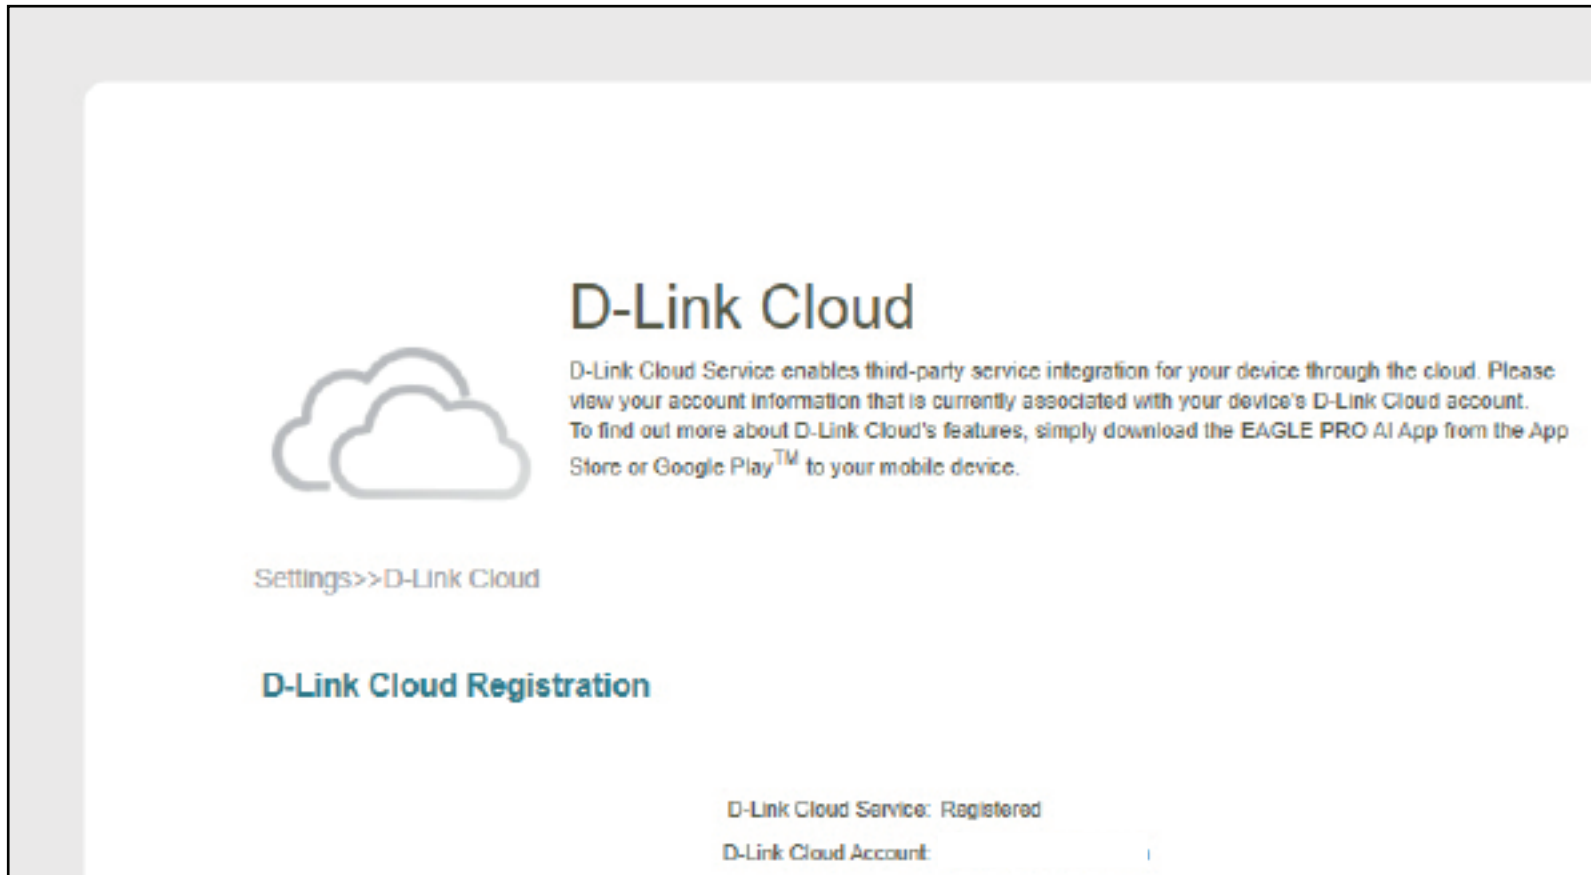 D-Link Cloud
D-Link Cloud Service enables third-party service integration for your device through the cloud. Please
view your account information that is currently associated with your device's D-Link Cloud account.
To find out more about D-Link Cloud's features, simply download the EAGLE PRO AI App from the App
Store or Google Play™ to your mobile device.
Settings>>D-Link Cloud
D-Link Cloud Registration
D-Link Cloud Service: Registered
D-Link Cloud Account: